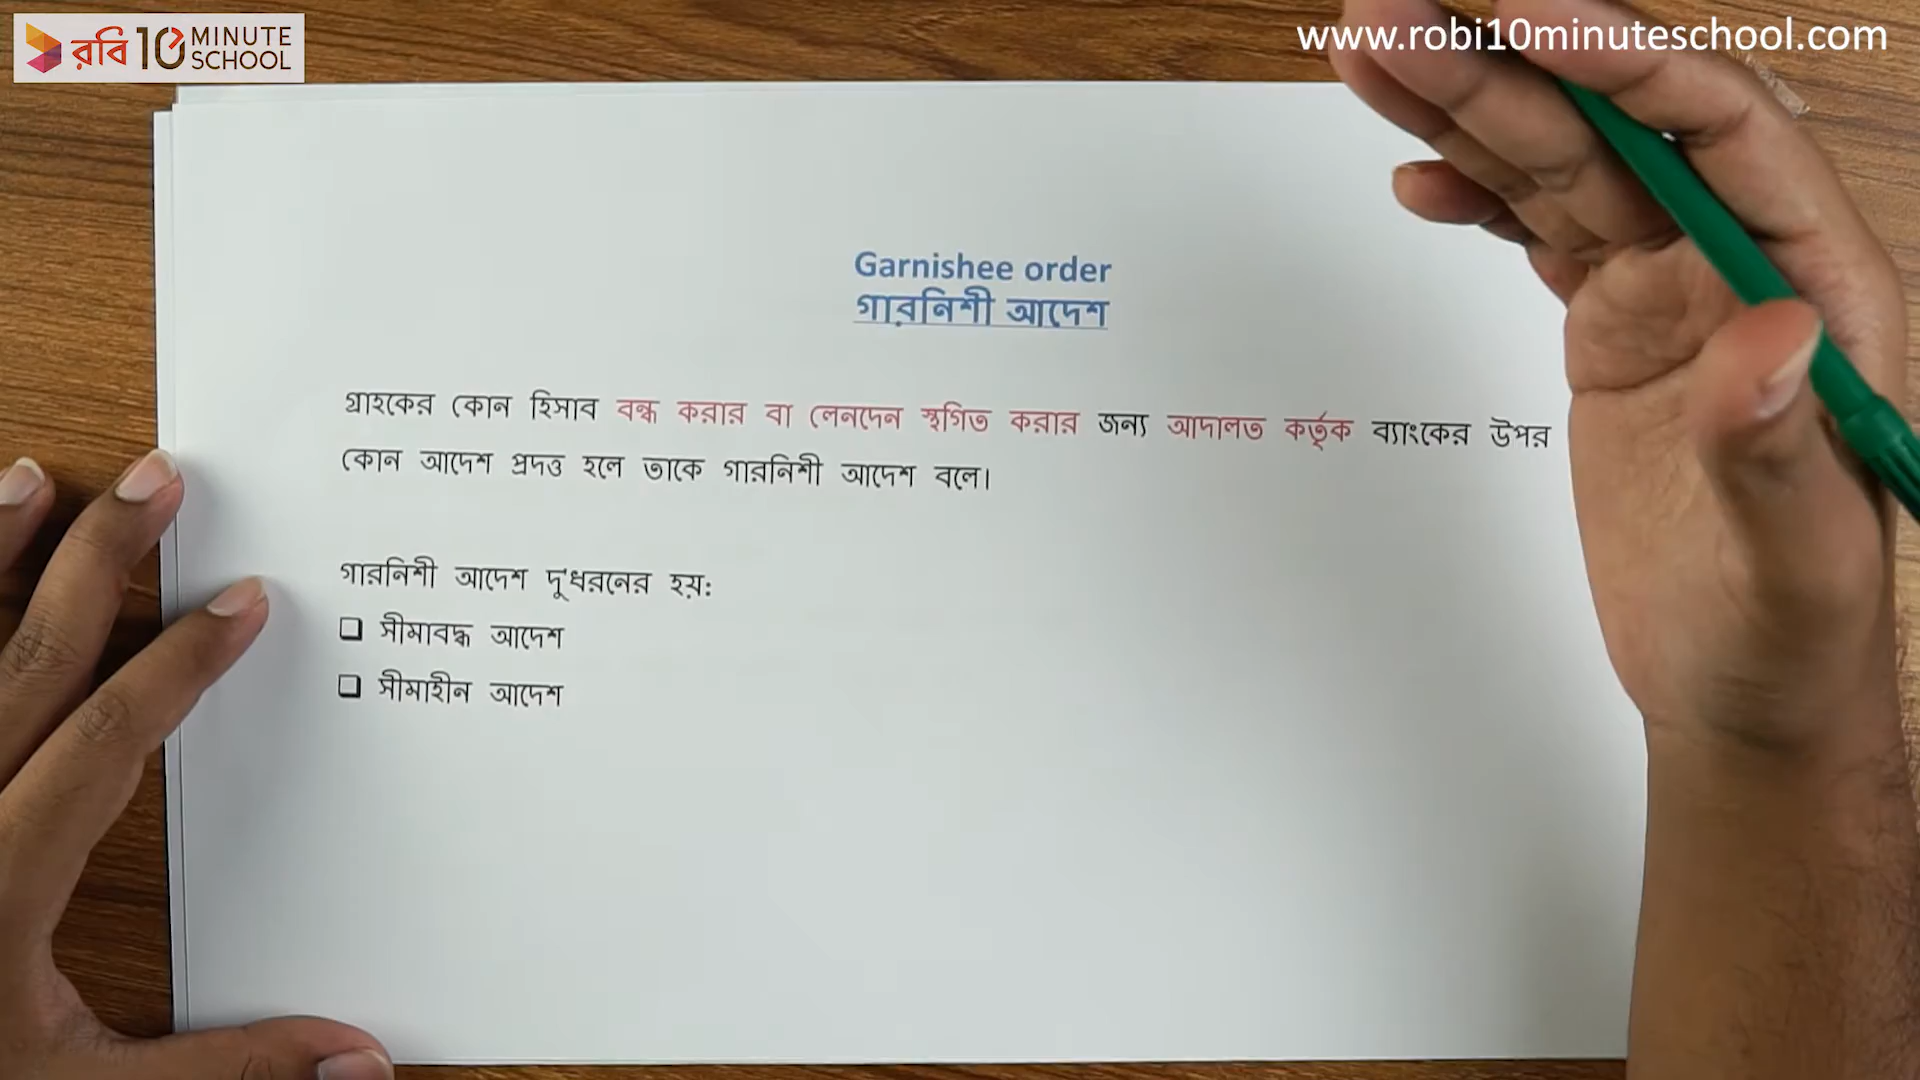 রবি 10 MINUTE SCHOOL
www.robi10minuteschool.com
Garnishee order
গারনিশী আদেশ
গ্রাহকের কোন হিসাব বন্ধ করার বা লেনদেন স্থগিত করার জন্য আদালত কর্তৃক ব্যাংকের উপর
কোন আদেশ প্রদত্ত হলে তাকে গারনিশী আদেশ বলে।
গারনিশী আদেশ দু'ধরনের হয়:
❑ সীমাবদ্ধ আদেশ
❑ সীমাহীন আদেশ